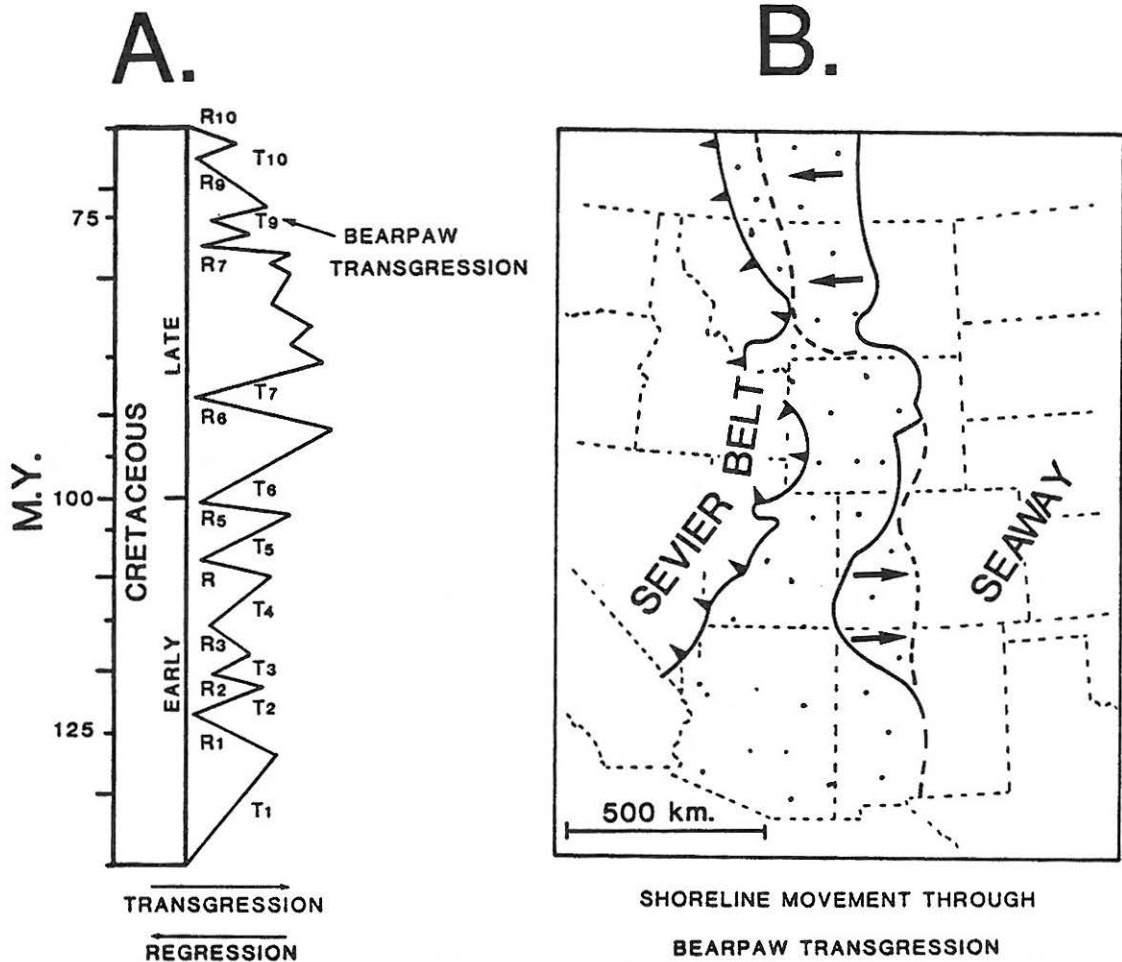 A.
R10
T10
R9
75
T9
BEARPAW
TRANSGRESSION
R7
LATE
T7
R6
CRETACEOUS
M.Y.
T6
100
R5
T5
R
T4
R3
T3
EARLY
R2
T2
125
R1
T1
TRANSGRESSION
REGRESSION
B.
SEVIER BELT
SEAWAY
500 km.
SHORELINE MOVEMENT THROUGH
BEARPAW TRANSGRESSION